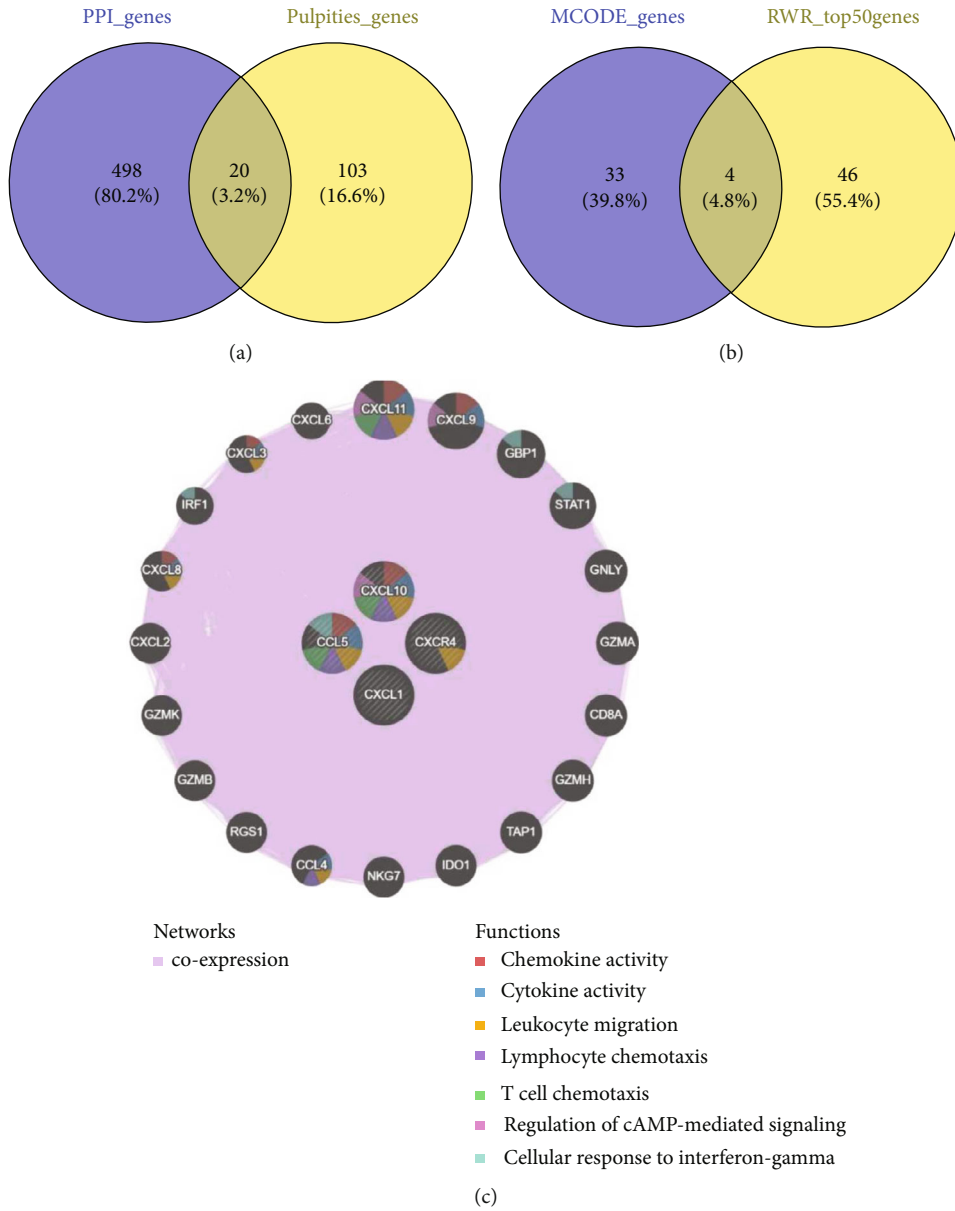 PPI_genes
Pulpities_genes
498
(80.2%)
20
(3.2%)
103
(16.6%)
(a)
MCODE_genes
RWR_top50genes
33
(39.8%)
4
(4.8%)
46
(55.4%)
(b)
CXCL11
CXCL9
CXCL6
CXCL3
GBP1
IRF1
STAT1
CXCL8
GNLY
CXCL10
CXCL2
CCL5
CXCR4
GZMA
CXCL1
GZMK
CD8A
GZMB
GZMH
RGS1
TAP1
CCL4
NKG7
IDO1
Networks
co-expression
Functions
Chemokine activity
Cytokine activity
Leukocyte migration
Lymphocyte chemotaxis
T cell chemotaxis
Regulation of cAMP-mediated signaling
Cellular response to interferon-gamma
(c)